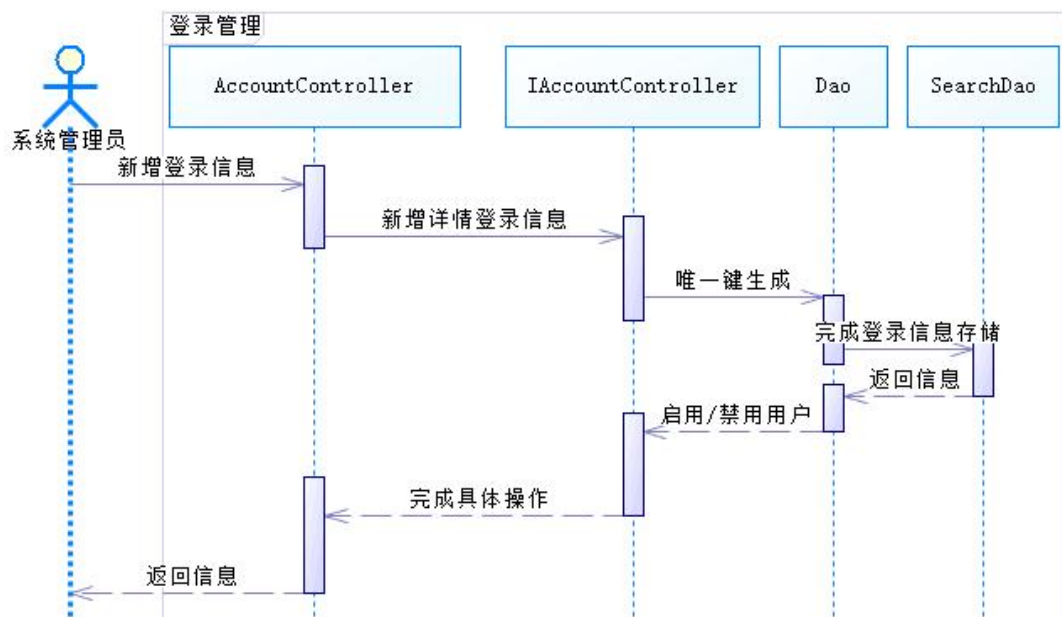 登录管理
AccountController
IAccountController
Dao
SearchDao
系统管理员
新增登录信息
新增详情登录信息
唯一键生成
完成登录信息存储
返回信息
启用/禁用用户
完成具体操作
返回信息